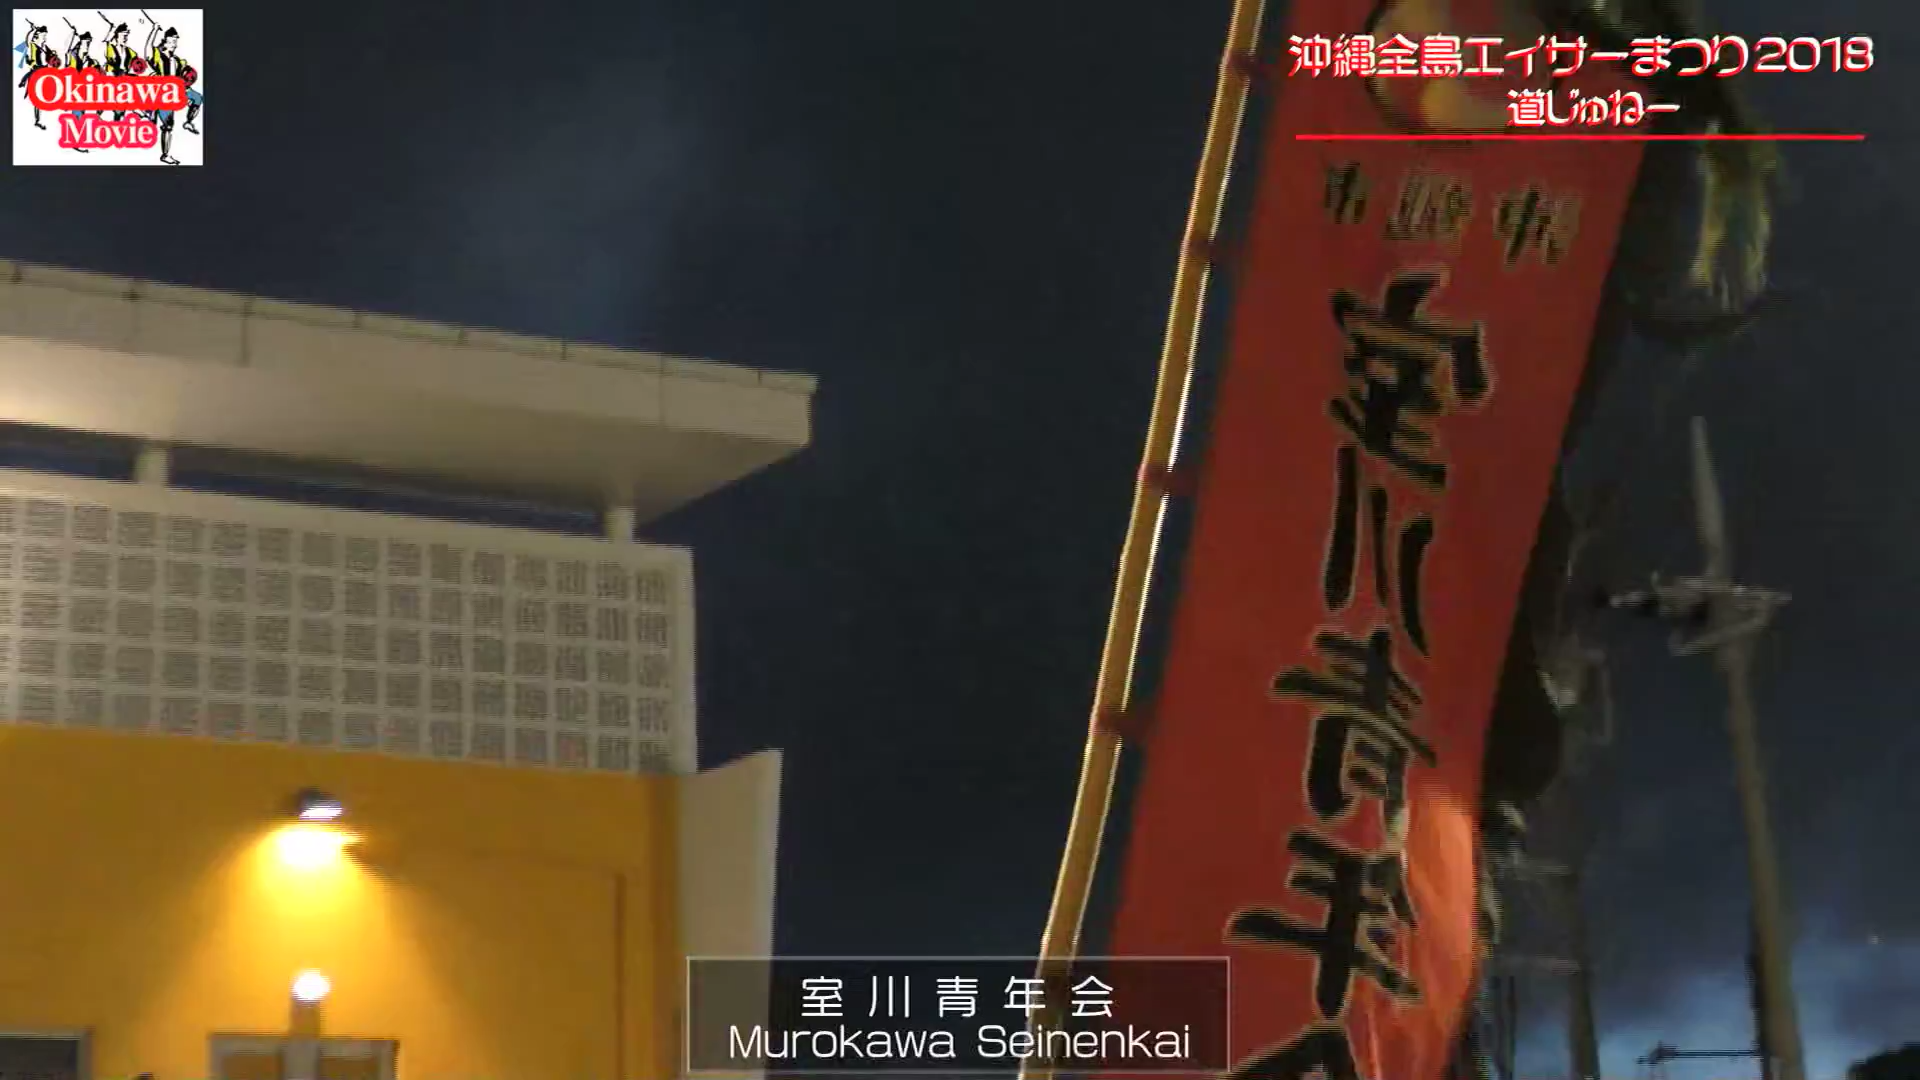 Okinawa
Movie
沖縄全島エイサーまつり2018
道じゅねー
室川青年
室川青年会
Murokawa Seinenkai